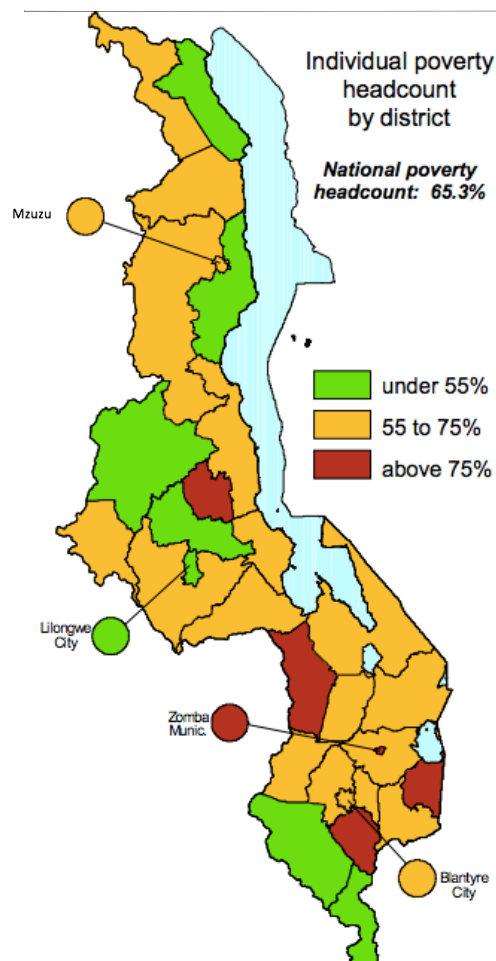 Individual poverty
headcount
by district
National poverty
headcount: 65.3%
Mzuzu
under 55%
55 to 75%
above 75%
Lilongwe
City
Zomba
Munic.
Blantyre
City